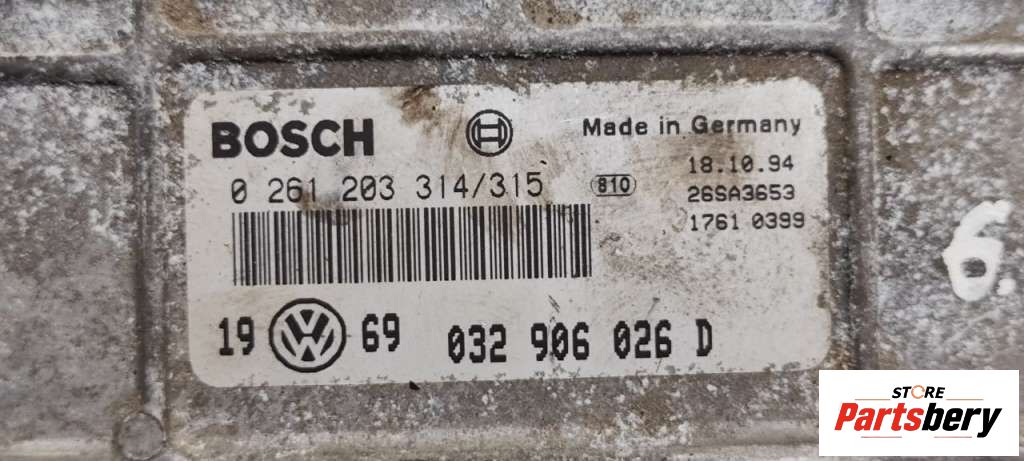 BOSCH
Made in Germany
0 261 203 314/315
810
18.10.94
26SA3653
1761 0399
19 VW 69
032 906 026 D
6.
STORE
Partsbery